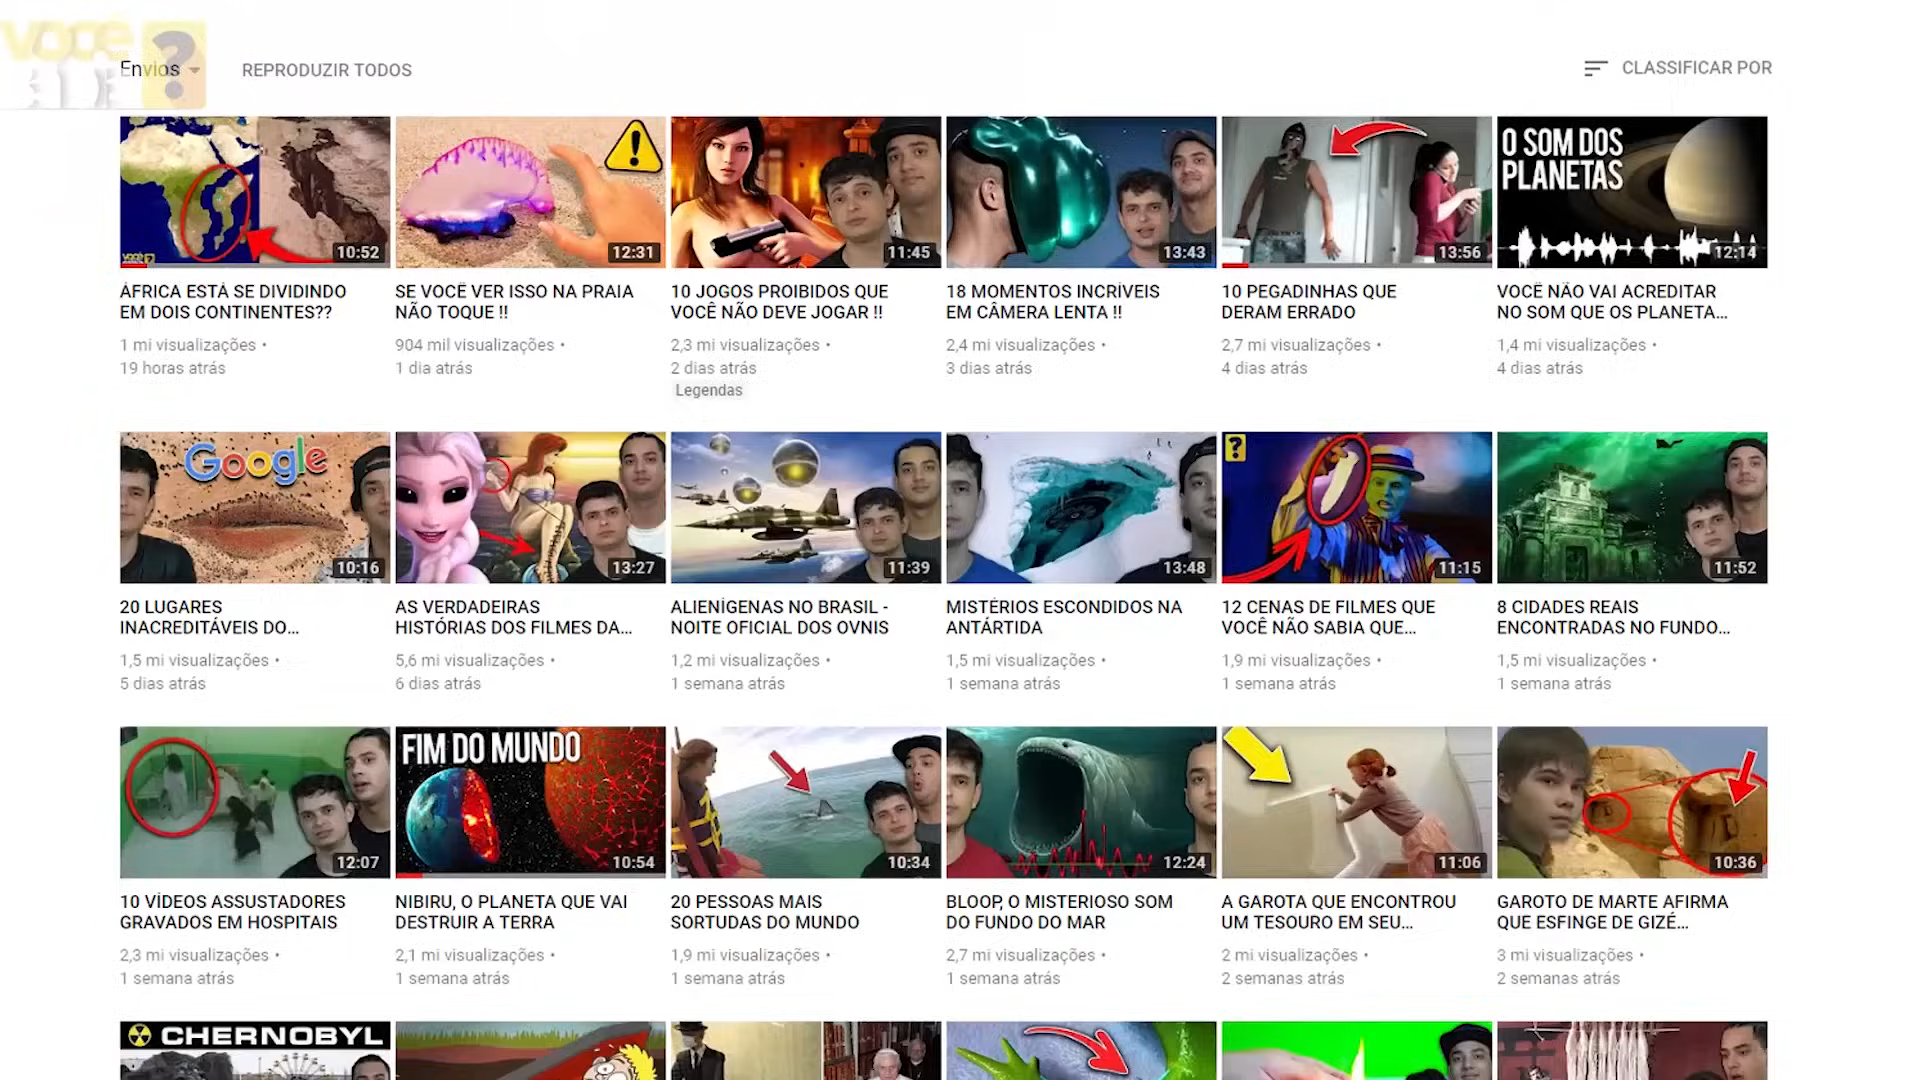 VOCÊ
?
Envios
REPRODUZIR TODOS
CLASSIFICAR POR
10:52
12:31
11:45
13:43
13:56
O SOM DOS
PLANETAS
12:14
ÁFRICA ESTÁ SE DIVIDINDO
EM DOIS CONTINENTES??
1 mi visualizações •
19 horas atrás
SE VOCÊ VER ISSO NA PRAIA
NÃO TOQUE !!
904 mil visualizações •
1 dia atrás
10 JOGOS PROIBIDOS QUE
VOCÊ NÃO DEVE JOGAR !!
2,3 mi visualizações •
2 dias atrás
Legendas
18 MOMENTOS INCRÍVEIS
EM CÂMERA LENTA !!
2,4 mi visualizações •
3 dias atrás
10 PEGADINHAS QUE
DERAM ERRADO
2,7 mi visualizações •
4 dias atrás
VOCÊ NÃO VAI ACREDITAR
NO SOM QUE OS PLANETA...
1,4 mi visualizações •
4 dias atrás
Google
10:16
13:27
11:39
13:48
?
11:15
11:52
20 LUGARES
INACREDITÁVEIS DO...
1,5 mi visualizações •
5 dias atrás
AS VERDADEIRAS
HISTÓRIAS DOS FILMES DA...
5,6 mi visualizações •
6 dias atrás
ALIENÍGENAS NO BRASIL -
NOITE OFICIAL DOS OVNIS
1,2 mi visualizações •
1 semana atrás
MISTÉRIOS ESCONDIDOS NA
ANTÁRTIDA
1,5 mi visualizações •
1 semana atrás
12 CENAS DE FILMES QUE
VOCÊ NÃO SABIA QUE...
1,9 mi visualizações •
1 semana atrás
8 CIDADES REAIS
ENCONTRADAS NO FUNDO...
1,5 mi visualizações •
1 semana atrás
12:07
FIM DO MUNDO
10:54
10:34
12:24
11:06
10:36
10 VÍDEOS ASSUSTADORES
GRAVADOS EM HOSPITAIS
2,3 mi visualizações •
1 semana atrás
NIBIRU, O PLANETA QUE VAI
DESTRUIR A TERRA
2,1 mi visualizações •
1 semana atrás
20 PESSOAS MAIS
SORTUDAS DO MUNDO
1,9 mi visualizações •
1 semana atrás
BLOOP, O MISTERIOSO SOM
DO FUNDO DO MAR
2,7 mi visualizações •
1 semana atrás
A GAROTA QUE ENCONTROU
UM TESOURO EM SEU...
2 mi visualizações •
2 semanas atrás
GAROTO DE MARTE AFIRMA
QUE ESFINGE DE GIZÉ...
3 mi visualizações •
2 semanas atrás
CHERNOBYL